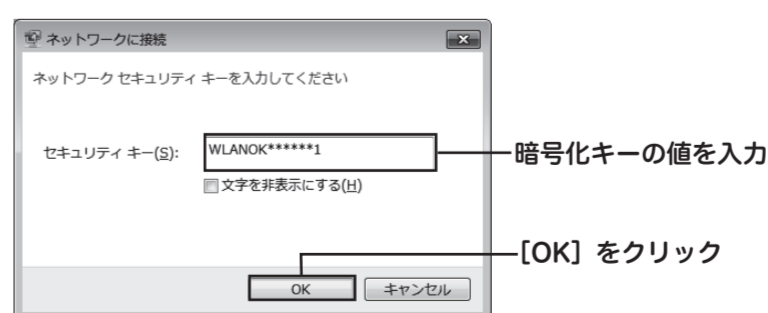 ネットワークに接続
ネットワーク セキュリティ キーを入力してください
セキュリティ キー(S):
WLANOK******1
暗号化キーの値を入力
文字を非表示にする(H)
[OK] をクリック
OK
キャンセル